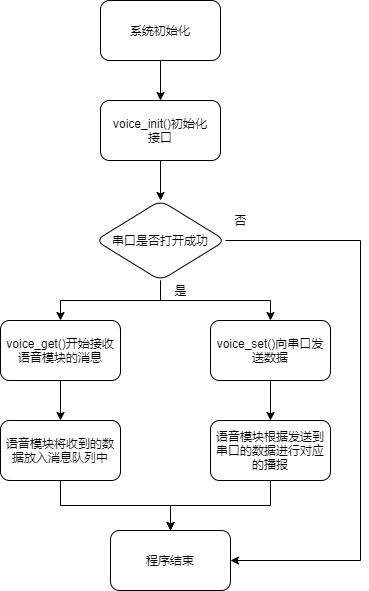 系统初始化
voice_init()初始化
接口
串口是否打开成功
否
是
voice_get()开始接收
语音模块的消息
voice_set()向串口发
送数据
语音模块将收到的数
据放入消息队列中
语音模块根据发送到
串口的数据进行对应
的播报
程序结束